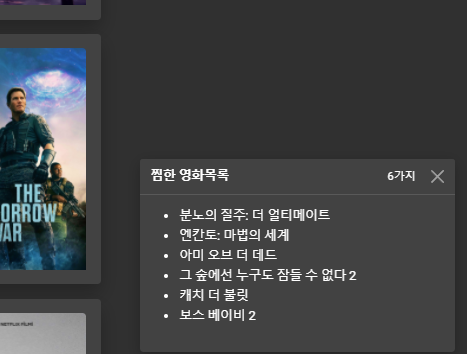 THE
ORROW
WAR
찜한 영화목록 6가지
분노의 질주: 더 얼티메이트
엔칸토: 마법의 세계
아미 오브 더 데드
그 숲에선 누구도 잠들 수 없다 2
캐치 더 불릿
보스 베이비 2
NETFLIX FILM